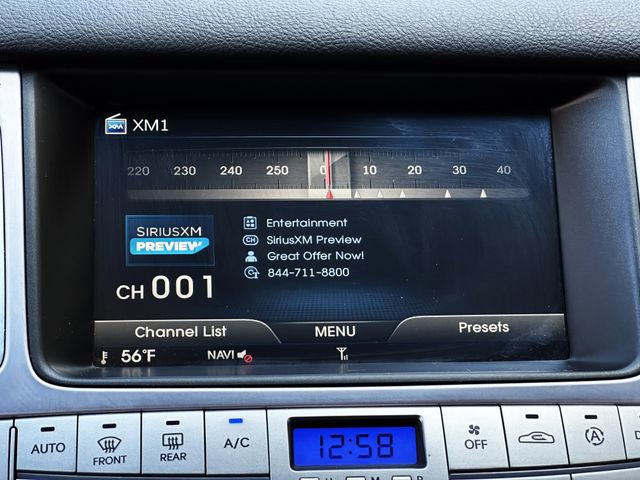 XM XM1
220 230 240 250 0 10 20 30 40
SIRIUSXM
PREVIEW
Entertainment
CH SiriusXM Preview
Great Offer Now!
844-711-8800
CH 001
Channel List MENU Presets
56°F NAVI
AUTO
FRONT
REAR
A/C
12:58
OFF
A
H M R